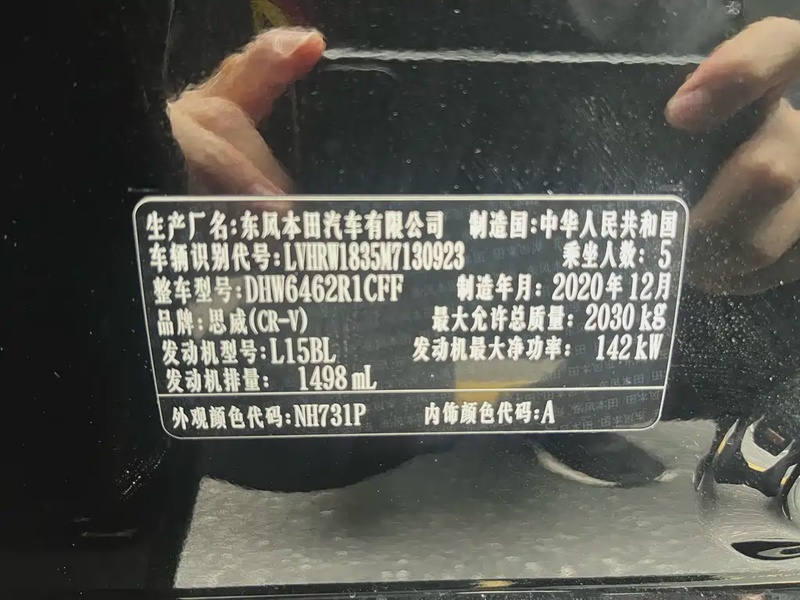 生产厂名:东风本田汽车有限公司 制造国:中华人民共和国
车辆识别代号:LVHRW1835M7130923 乘坐人数: 5
整车型号:DHW6462R1CFF 制造年月: 2020年12月
品牌:思威(CR-V) 最大允许总质量: 2030 kg
发动机型号:L15BL 发动机最大净功率: 142 kW
发动机排量: 1498 mL
外观颜色代码:NH731P 内饰颜色代码:A